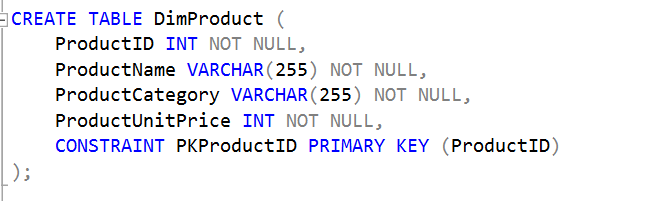 CREATE TABLE DimProduct (
ProductID INT NOT NULL,
ProductName VARCHAR(255) NOT NULL,
ProductCategory VARCHAR(255) NOT NULL,
ProductUnitPrice INT NOT NULL,
CONSTRAINT PKProductID PRIMARY KEY (ProductID)
);